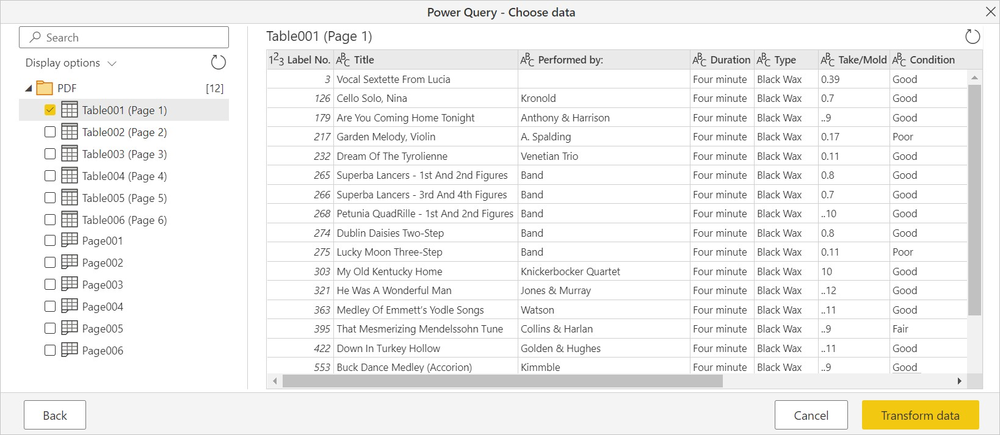 Power Query - Choose data
Search
Display options
PDF [12]
Table001 (Page 1)
Table002 (Page 2)
Table003 (Page 3)
Table004 (Page 4)
Table005 (Page 5)
Table006 (Page 6)
Page001
Page002
Page003
Page004
Page005
Page006
Table001 (Page 1)
123 Label No. ABC Title ABC Performed by: ABC Duration ABC Type ABC Take/Mold ABC Condition
3 Vocal Sextette From Lucia Four minute Black Wax 0.39 Good
126 Cello Solo, Nina Kronold Four minute Black Wax 0.7 Good
179 Are You Coming Home Tonight Anthony & Harrison Four minute Black Wax ..9 Good
217 Garden Melody, Violin A. Spalding Four minute Black Wax 0.17 Poor
232 Dream Of The Tyrolienne Venetian Trio Four minute Black Wax 0.11 Good
265 Superba Lancers - 1st And 2nd Figures Band Four minute Black Wax 0.8 Good
266 Superba Lancers - 3rd And 4th Figures Band Four minute Black Wax 0.7 Good
268 Petunia QuadRille - 1st And 2nd Figures Band Four minute Black Wax ..10 Good
274 Dublin Daisies Two-Step Band Four minute Black Wax 0.8 Good
275 Lucky Moon Three-Step Band Four minute Black Wax 0.11 Poor
303 My Old Kentucky Home Knickerbocker Quartet Four minute Black Wax 10 Good
321 He Was A Wonderful Man Jones & Murray Four minute Black Wax ..12 Good
363 Medley Of Emmett’s Yodle Songs Watson Four minute Black Wax ..11 Good
395 That Mesmerizing Mendelssohn Tune Collins & Harlan Four minute Black Wax ..9 Fair
422 Down In Turkey Hollow Golden & Hughes Four minute Black Wax ..11 Good
553 Buck Dance Medley (Accorion) Kimmble Four minute Black Wax ..9 Good
Back
Cancel
Transform data